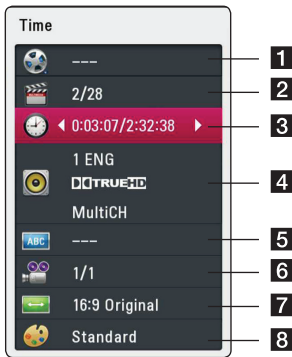 Time
--- 1
2/28 2
0:03:07/2:32:38 3
1 ENG
TRUEHD 4
MultiCH
ABC --- 5
1/1 6
16:9 Original 7
Standard 8